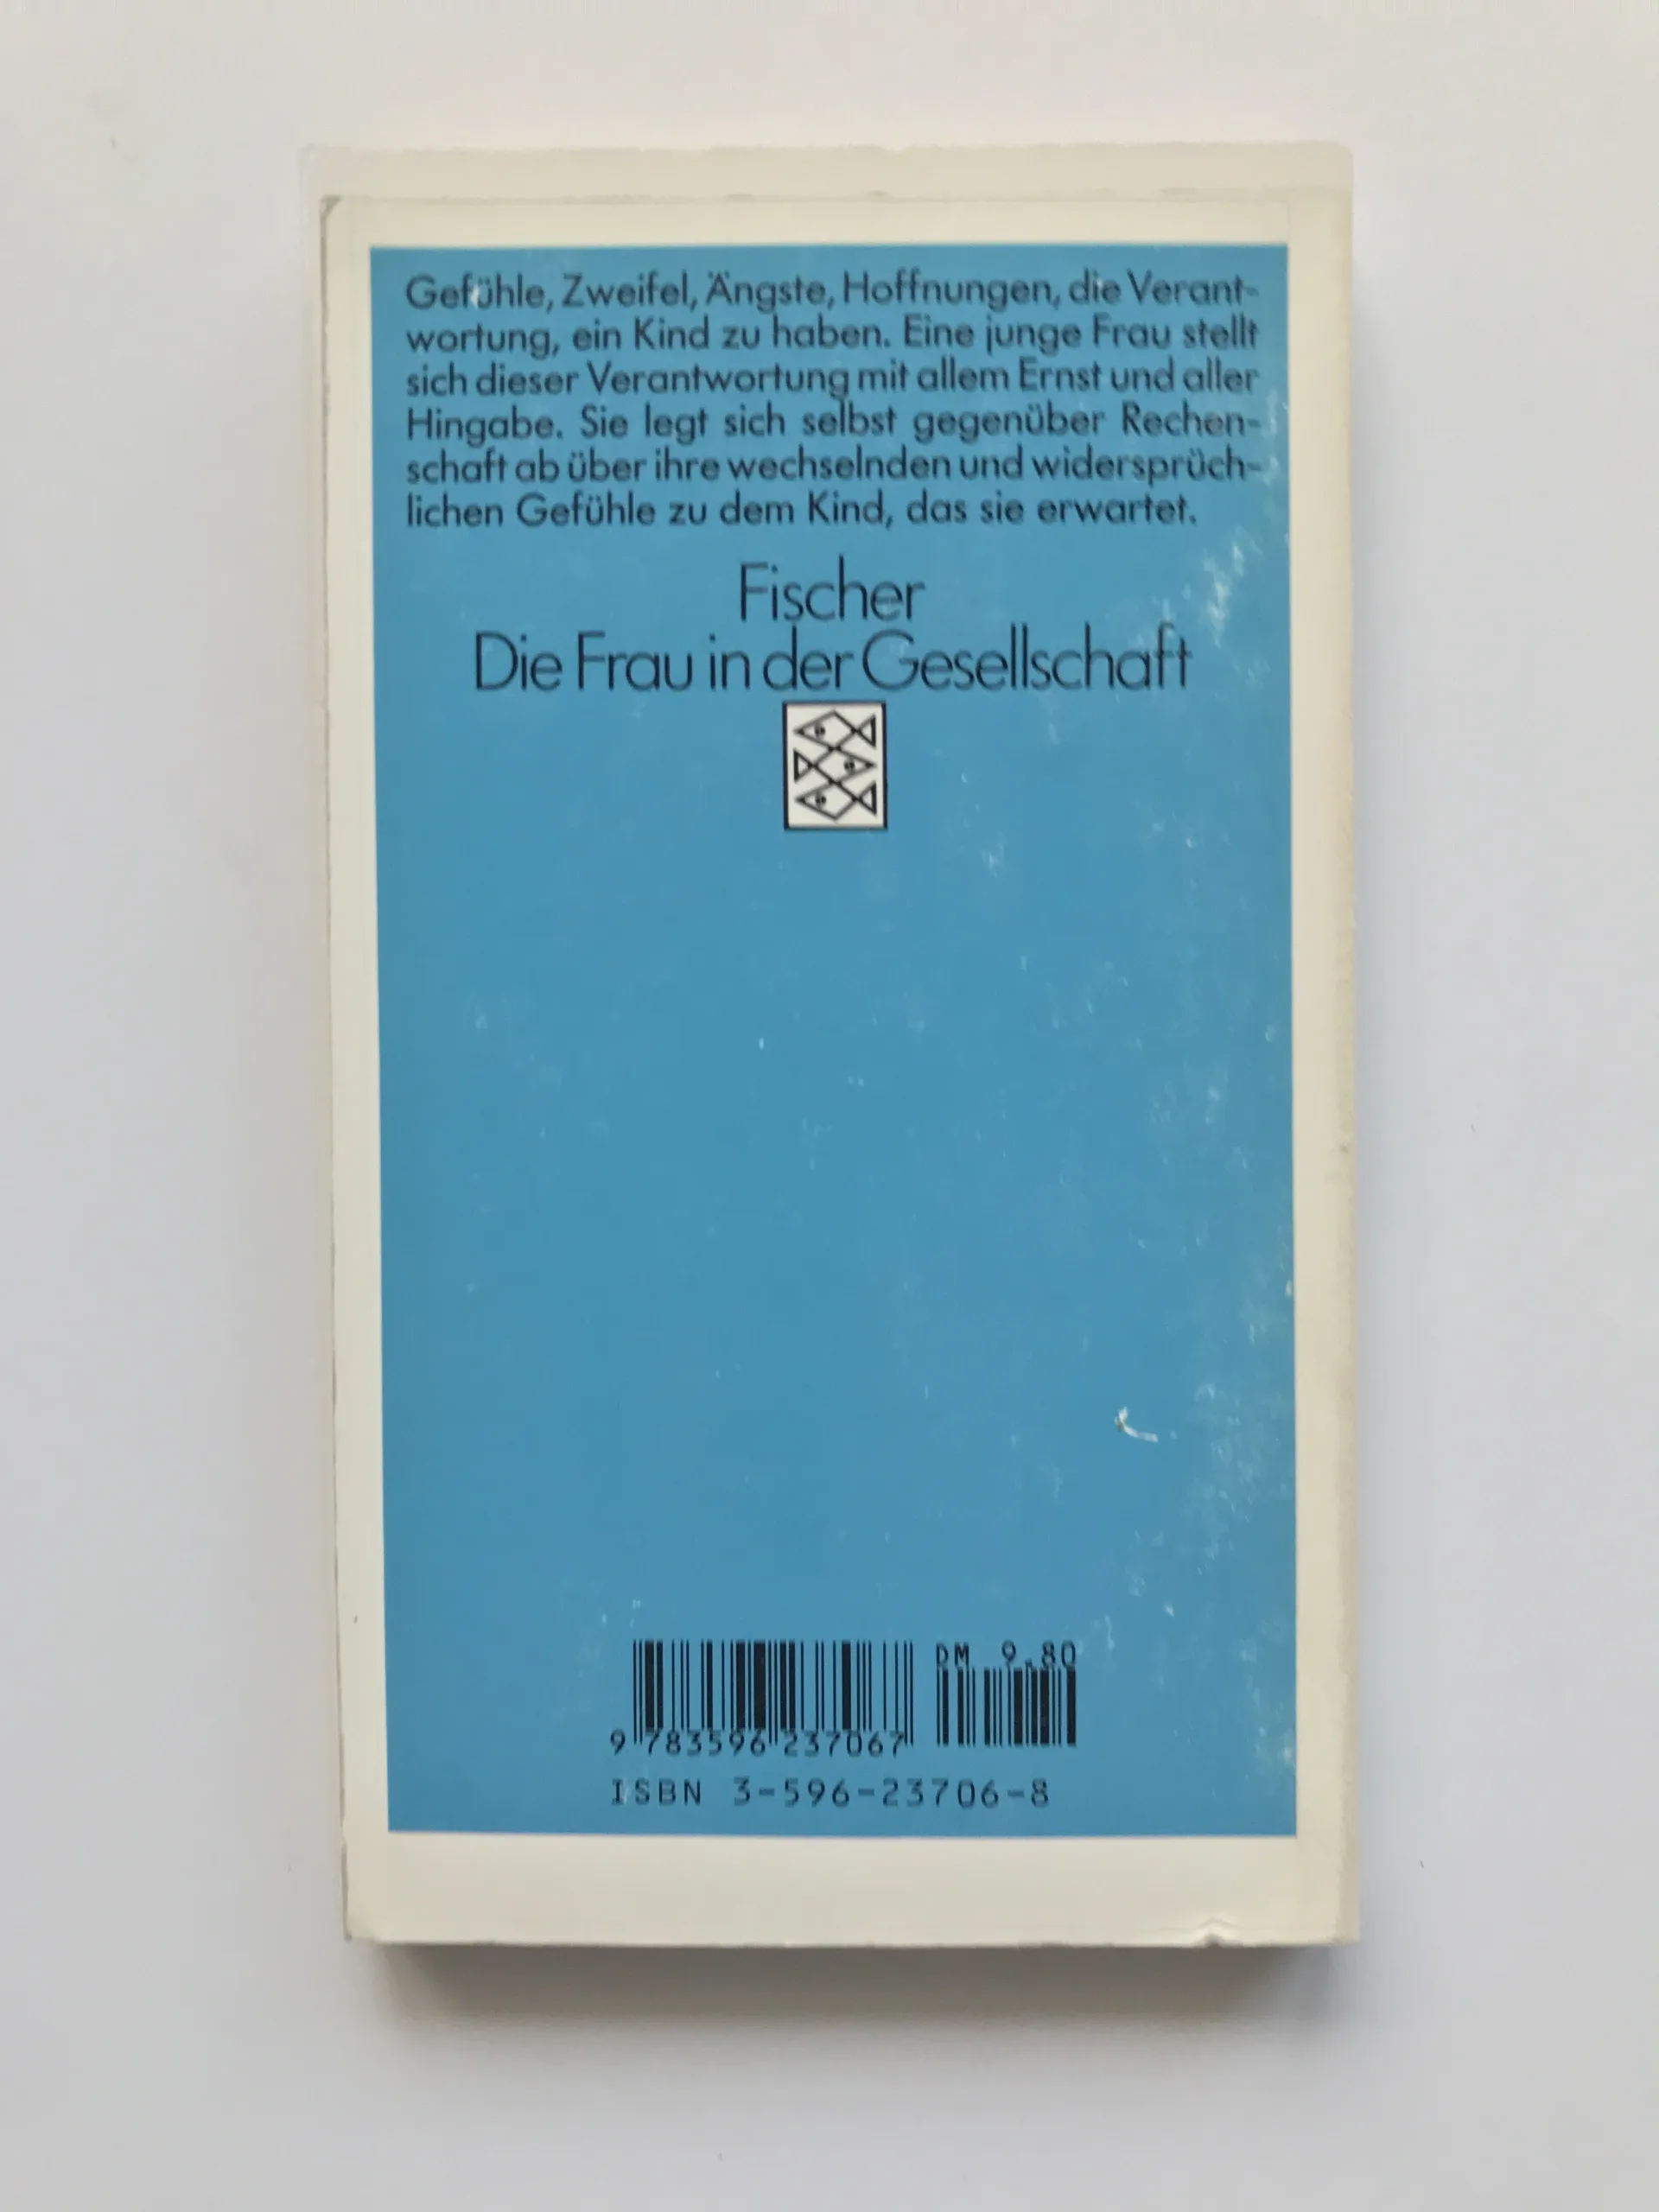 Gefühle, Zweifel, Ängste, Hoffnungen, die Verant-
wortung, ein Kind zu haben. Eine junge Frau stellt
sich dieser Verantwortung mit allem Ernst und aller
Hingabe. Sie legt sich selbst gegenüber Rechen-
schaft ab über ihre wechselnden und widersprüch-
lichen Gefühle zu dem Kind, das sie erwartet.
Fischer
Die Frau in der Gesellschaft
DM 9.80
9 783596 237067
ISBN 3-596-23706-8